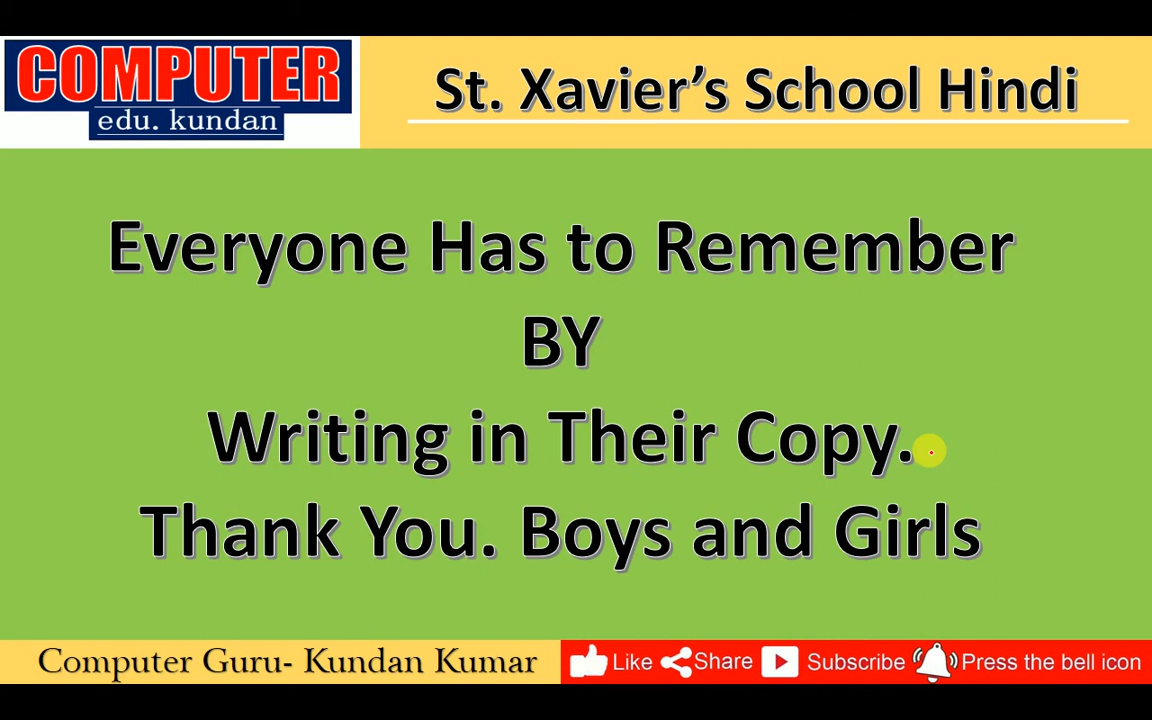 COMPUTER
edu. kundan
St. Xavier’s School Hindi
Everyone Has to Remember
BY
Writing in Their Copy.
Thank You. Boys and Girls
Computer Guru- Kundan Kumar
Like Share Subscribe Press the bell icon